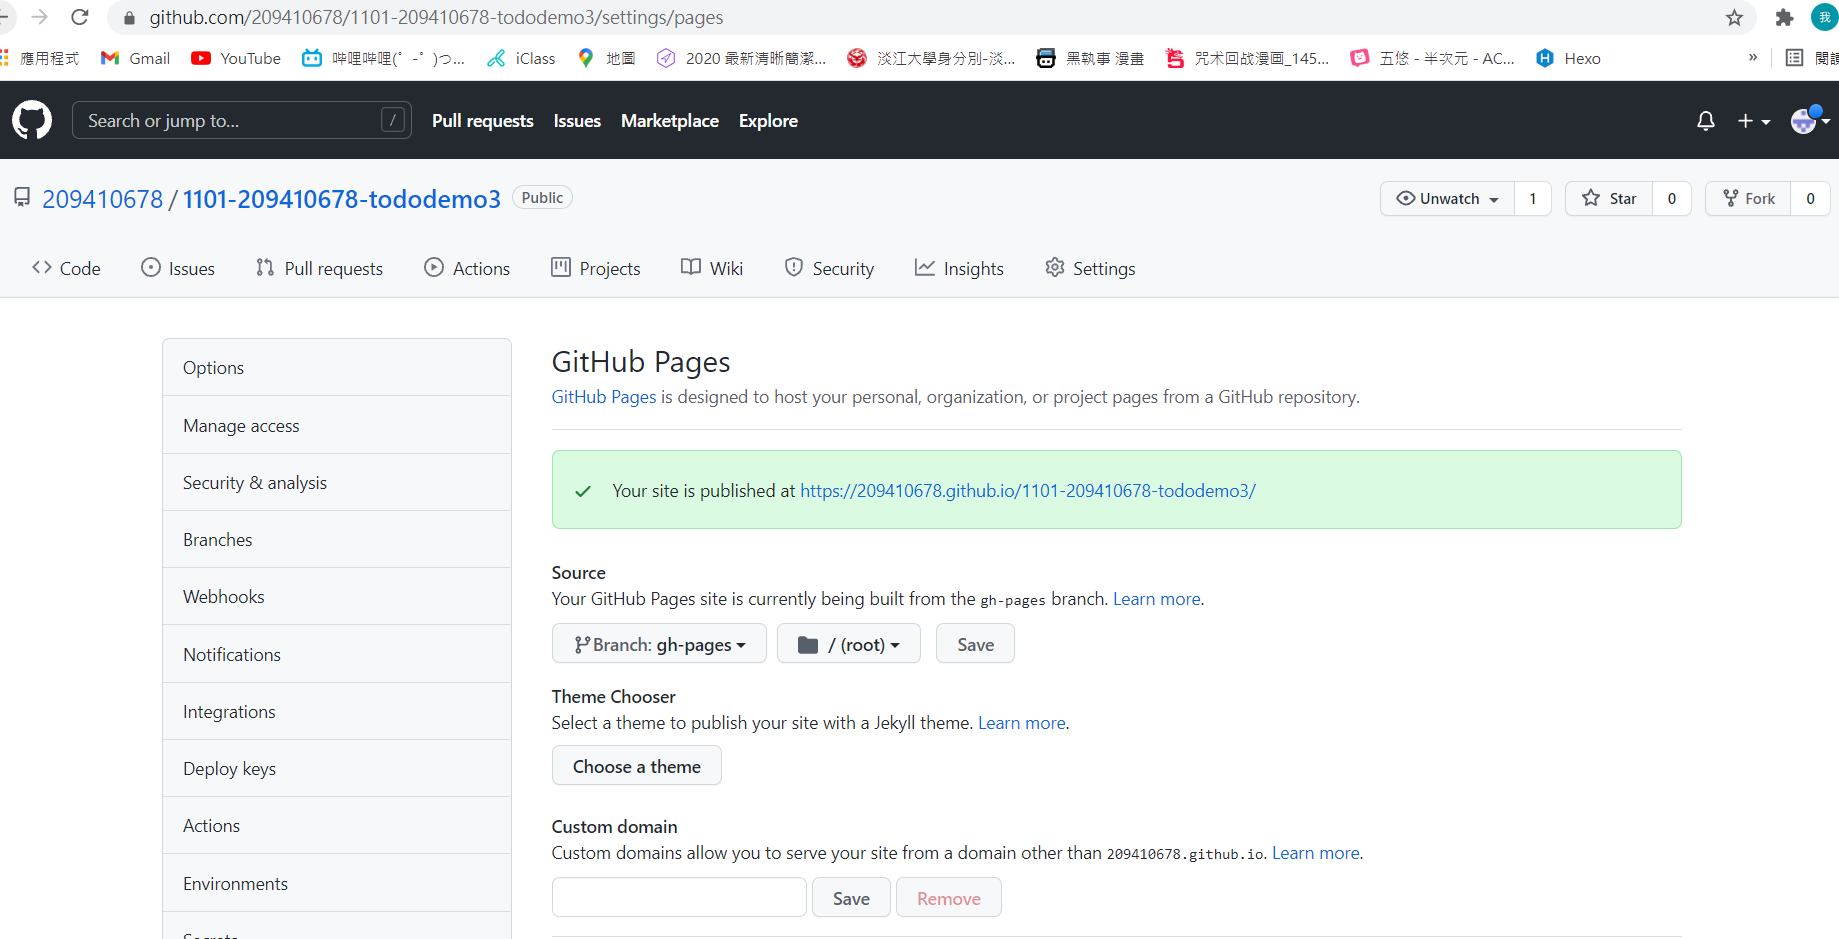 github.com/209410678/1101-209410678-tododemo3/settings/pages
我
應用程式 Gmail YouTube 哔哩哔哩(゜-゜)つ... iClass 地圖 2020 最新清晰簡潔... 淡江大學身分別-淡... 黑執事 漫畫 咒术回战漫画_145... 五悠 - 半次元 - AC... Hexo »
Search or jump to... / Pull requests Issues Marketplace Explore
209410678 / 1101-209410678-tododemo3 Public Unwatch 1 Star 0 Fork 0
Code Issues Pull requests Actions Projects Wiki Security Insights Settings
Options
Manage access
Security & analysis
Branches
Webhooks
Notifications
Integrations
Deploy keys
Actions
Environments
Secrets
GitHub Pages
GitHub Pages is designed to host your personal, organization, or project pages from a GitHub repository.
Your site is published at https://209410678.github.io/1101-209410678-tododemo3/
Source
Your GitHub Pages site is currently being built from the gh-pages branch. Learn more.
Branch: gh-pages / (root) Save
Theme Chooser
Select a theme to publish your site with a Jekyll theme. Learn more.
Choose a theme
Custom domain
Custom domains allow you to serve your site from a domain other than 209410678.github.io. Learn more.
Save Remove